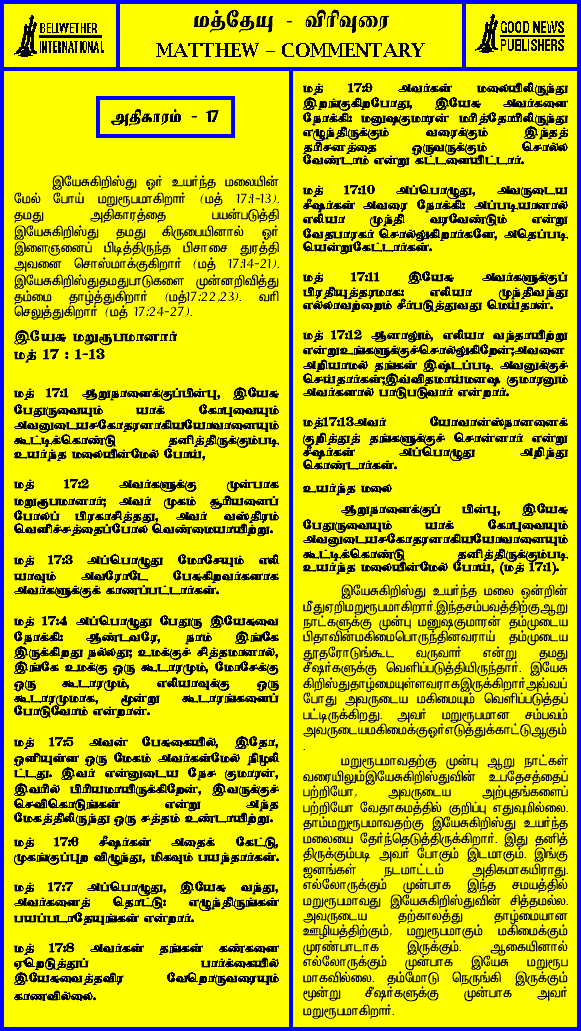 BELLWETHER
INTERNATIONAL
மத்தேயு - விரிவுரை
MATTHEW – COMMENTARY
GOOD NEWS
PUBLISHERS
அதிகாரம் - 17
இயேசுகிறிஸ்து ஓர் உயர்ந்த மலையின்
மேல் போய் மறுரூபமாகிறார் (மத் 17:1-13).
தமது அதிகாரத்தை பயன்படுத்தி
இயேசுகிறிஸ்து தமது கிருபையினால் ஓர்
இளைஞனைப் பிடித்திருந்த பிசாசை துரத்தி
அவனை சொஸ்மாக்குகிறார் (மத் 17:14-21).
இயேசுகிறிஸ்துதமதுபாடுகளை முன்னறிவித்து
தம்மை தாழ்த்துகிறார் (மத்17:22,23). வரி
செலுத்துகிறார் (மத் 17:24-27).
இயேசு மறுரூபமானார்
மத் 17 : 1-13
மத் 17:1 ஆறுநாளைக்குப்பின்பு, இயேசு
பேதுருவையும் யாக் கோபுவையும்
அவனுடையசகோதரனாகியயோவானையும்
கூட்டிக்கொண்டு தனித்திருக்கும்படி
உயர்ந்த மலையின்மேல் போய்,
மத் 17:2 அவர்களுக்கு முன்பாக
மறுரூபமானார்; அவர் முகம் சூரியனைப்
போலப் பிரகாசித்தது, அவர் வஸ்திரம்
வெளிச்சத்தைப்போல வெண்மையாயிற்று.
மத் 17:3 அப்பொழுது மோசேயும் எலி
யாவும் அவரோடே பேசுகிறவர்களாக
அவர்களுக்குக் காணப்பட்டார்கள்.
மத் 17:4 அப்பொழுது பேதுரு இயேசுவை
நோக்கி: ஆண்டவரே, நாம் இங்கே
இருக்கிறது நல்லது; உமக்குச் சித்தமானால்,
இங்கே உமக்கு ஒரு கூடாரமும், மோசேக்கு
ஒரு கூடாரமும், எலியாவுக்கு ஒரு
கூடாரமுமாக, மூன்று கூடாரங்களைப்
போடுவோம் என்றான்.
மத் 17:5 அவன் பேசுகையில், இதோ,
ஒளியுள்ள ஒரு மேகம் அவர்கள்மேல் நிழலி
ட்டது. இவர் என்னுடைய நேச குமாரன்,
இவரில் பிரியமாயிருக்கிறேன், இவருக்குச்
செவிகொடுங்கள் என்று அந்த
மேகத்திலிருந்து ஒரு சத்தம் உண்டாயிற்று.
மத் 17:6 சீஷர்கள் அதைக் கேட்டு,
முகங்குப்புற விழுந்து, மிகவும் பயந்தார்கள்.
மத் 17:7 அப்பொழுது, இயேசு வந்து,
அவர்களைத் தொட்டு: எழுந்திருங்கள்
பயப்படாதேயுங்கள் என்றார்.
மத் 17:8 அவர்கள் தங்கள் கண்களை
ஏறெடுத்துப் பார்க்கையில்
இயேசுவைத்தவிர வேறொருவரையும்
காணவில்லை.
மத் 17:9 அவர்கள் மலையிலிருந்து
இறங்குகிறபோது, இயேசு அவர்களை
நோக்கி: மனுஷகுமாரன் மரித்தோரிலிருந்து
எழுந்திருக்கும் வரைக்கும் இந்தத்
தரிசனத்தை ஒருவருக்கும் சொல்ல
வேண்டாம் என்று கட்டளையிட்டார்.
மத் 17:10 அப்பொழுது, அவருடைய
சீஷர்கள் அவரை நோக்கி: அப்படியானால்
எலியா முந்தி வரவேண்டும் என்று
வேதபாரகர் சொல்லுகிறார்களே, அதெப்படி
யென்றுகேட்டார்கள்.
மத் 17:11 இயேசு அவர்களுக்குப்
பிரதியுத்தரமாக: எலியா முந்திவந்து
எல்லாவற்றைம் சீர்படுத்துவது மெய்தான்.
மத் 17:12 ஆனாலும், எலியா வந்தாயிற்று
என்றுஉங்களுக்குச்சொல்லுகிறேன்;அவனை
அறியாமல் தங்கள் இஷ்டப்படி அவனுக்குச்
செய்தார்கள்;இவ்விதமாய்மனஷ குமாரனும்
அவர்களால் பாடுபடுவார் என்றார்.
மத்17:13அவர் யோவான்ஸ்நானனைக்
குறித்துத் தங்களுக்குச் சொன்னார் என்று
சீஷர்கள் அப்பொழுது அறிந்து
கொண்டார்கள்.
உயர்ந்த மலை
ஆறுநாளைக்குப் பின்பு, இயேசு
பேதுருவையும் யாக் கோபுவையும்
அவனுடையசகோதரனாகியயோவானையும்
கூட்டிக்கொண்டு தனித்திருக்கும்படி
உயர்ந்த மலையின்மேல் போய், (மத் 17:1).
இயேசுகிறிஸ்து உயர்ந்த மலை ஒன்றின்
மீதுஏறிமறுரூபமாகிறார்.இந்தசம்பவத்திற்குஆறு
நாட்களுக்கு முன்பு மனுஷகுமாரன் தம்முடைய
பிதாவின்மகிமைபொருந்தினவராய் தம்முடைய
தூதரோடுங்கூட வருவார் என்று தமது
சீஷர்களுக்கு வெளிப்படுத்தியிருந்தார். இயேசு
கிறிஸ்துதாழ்மையுள்ளவராகஇருக்கிறார்.அவ்வப்
போது அவருடைய மகிமையும் வெளிப்படுத்தப்
பட்டிருக்கிறது. அவர் மறுரூபமான சம்பவம்
அவருடையமகிமைக்குஓர்எடுத்துக்காட்டுஆகும்
.
மறுரூபமாவதற்கு முன்பு ஆறு நாட்கள்
வரையிலும்இயேசுகிறிஸ்துவின் உபதேசத்தைப்
பற்றியோ, அவருடைய அற்புதங்களைப்
பற்றியோ வேதாகமத்தில் குறிப்பு எதுவுமில்லை.
தாம்மறுரூபமாவதற்கு இயேசுகிறிஸ்து உயர்ந்த
மலையை தேர்ந்தெடுத்திருக்கிறார். இது தனித்
திருக்கும்படி அவர் போகும் இடமாகும். இங்கு
ஜனங்கள் நடமாட்டம் அதிகமாகயிராது.
எல்லோருக்கும் முன்பாக இந்த சமயத்தில்
மறுரூபமாவது இயேசுகிறிஸ்துவின் சித்தமல்ல.
அவருடைய தற்காலத்து தாழ்மையான
ஊழியத்திற்கும், மறுரூபமாகும் மகிமைக்கும்
முரண்பாடாக இருக்கும். ஆகையினால்
எல்லோருக்கும் முன்பாக இயேசு மறுரூப
மாகவில்லை. தம்மோடு நெருங்கி இருக்கும்
மூன்று சீஷர்களுக்கு முன்பாக அவர்
மறுரூபமாகிறார்.